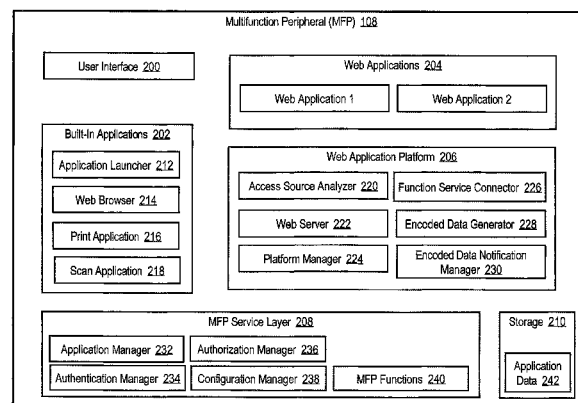 Multifunction Peripheral (MFP) 108
User Interface 200
Web Applications 204
Web Application 1
Web Application 2
Built-In Applications 202
Application Launcher 212
Web Browser 214
Print Application 216
Scan Application 218
Web Application Platform 206
Access Source Analyzer 220
Function Service Connector 226
Web Server 222
Encoded Data Generator 228
Platform Manager 224
Encoded Data Notification
Manager 230
MFP Service Layer 208
Application Manager 232
Authorization Manager 236
Authentication Manager 234
Configuration Manager 238
MFP Functions 240
Storage 210
Application
Data 242